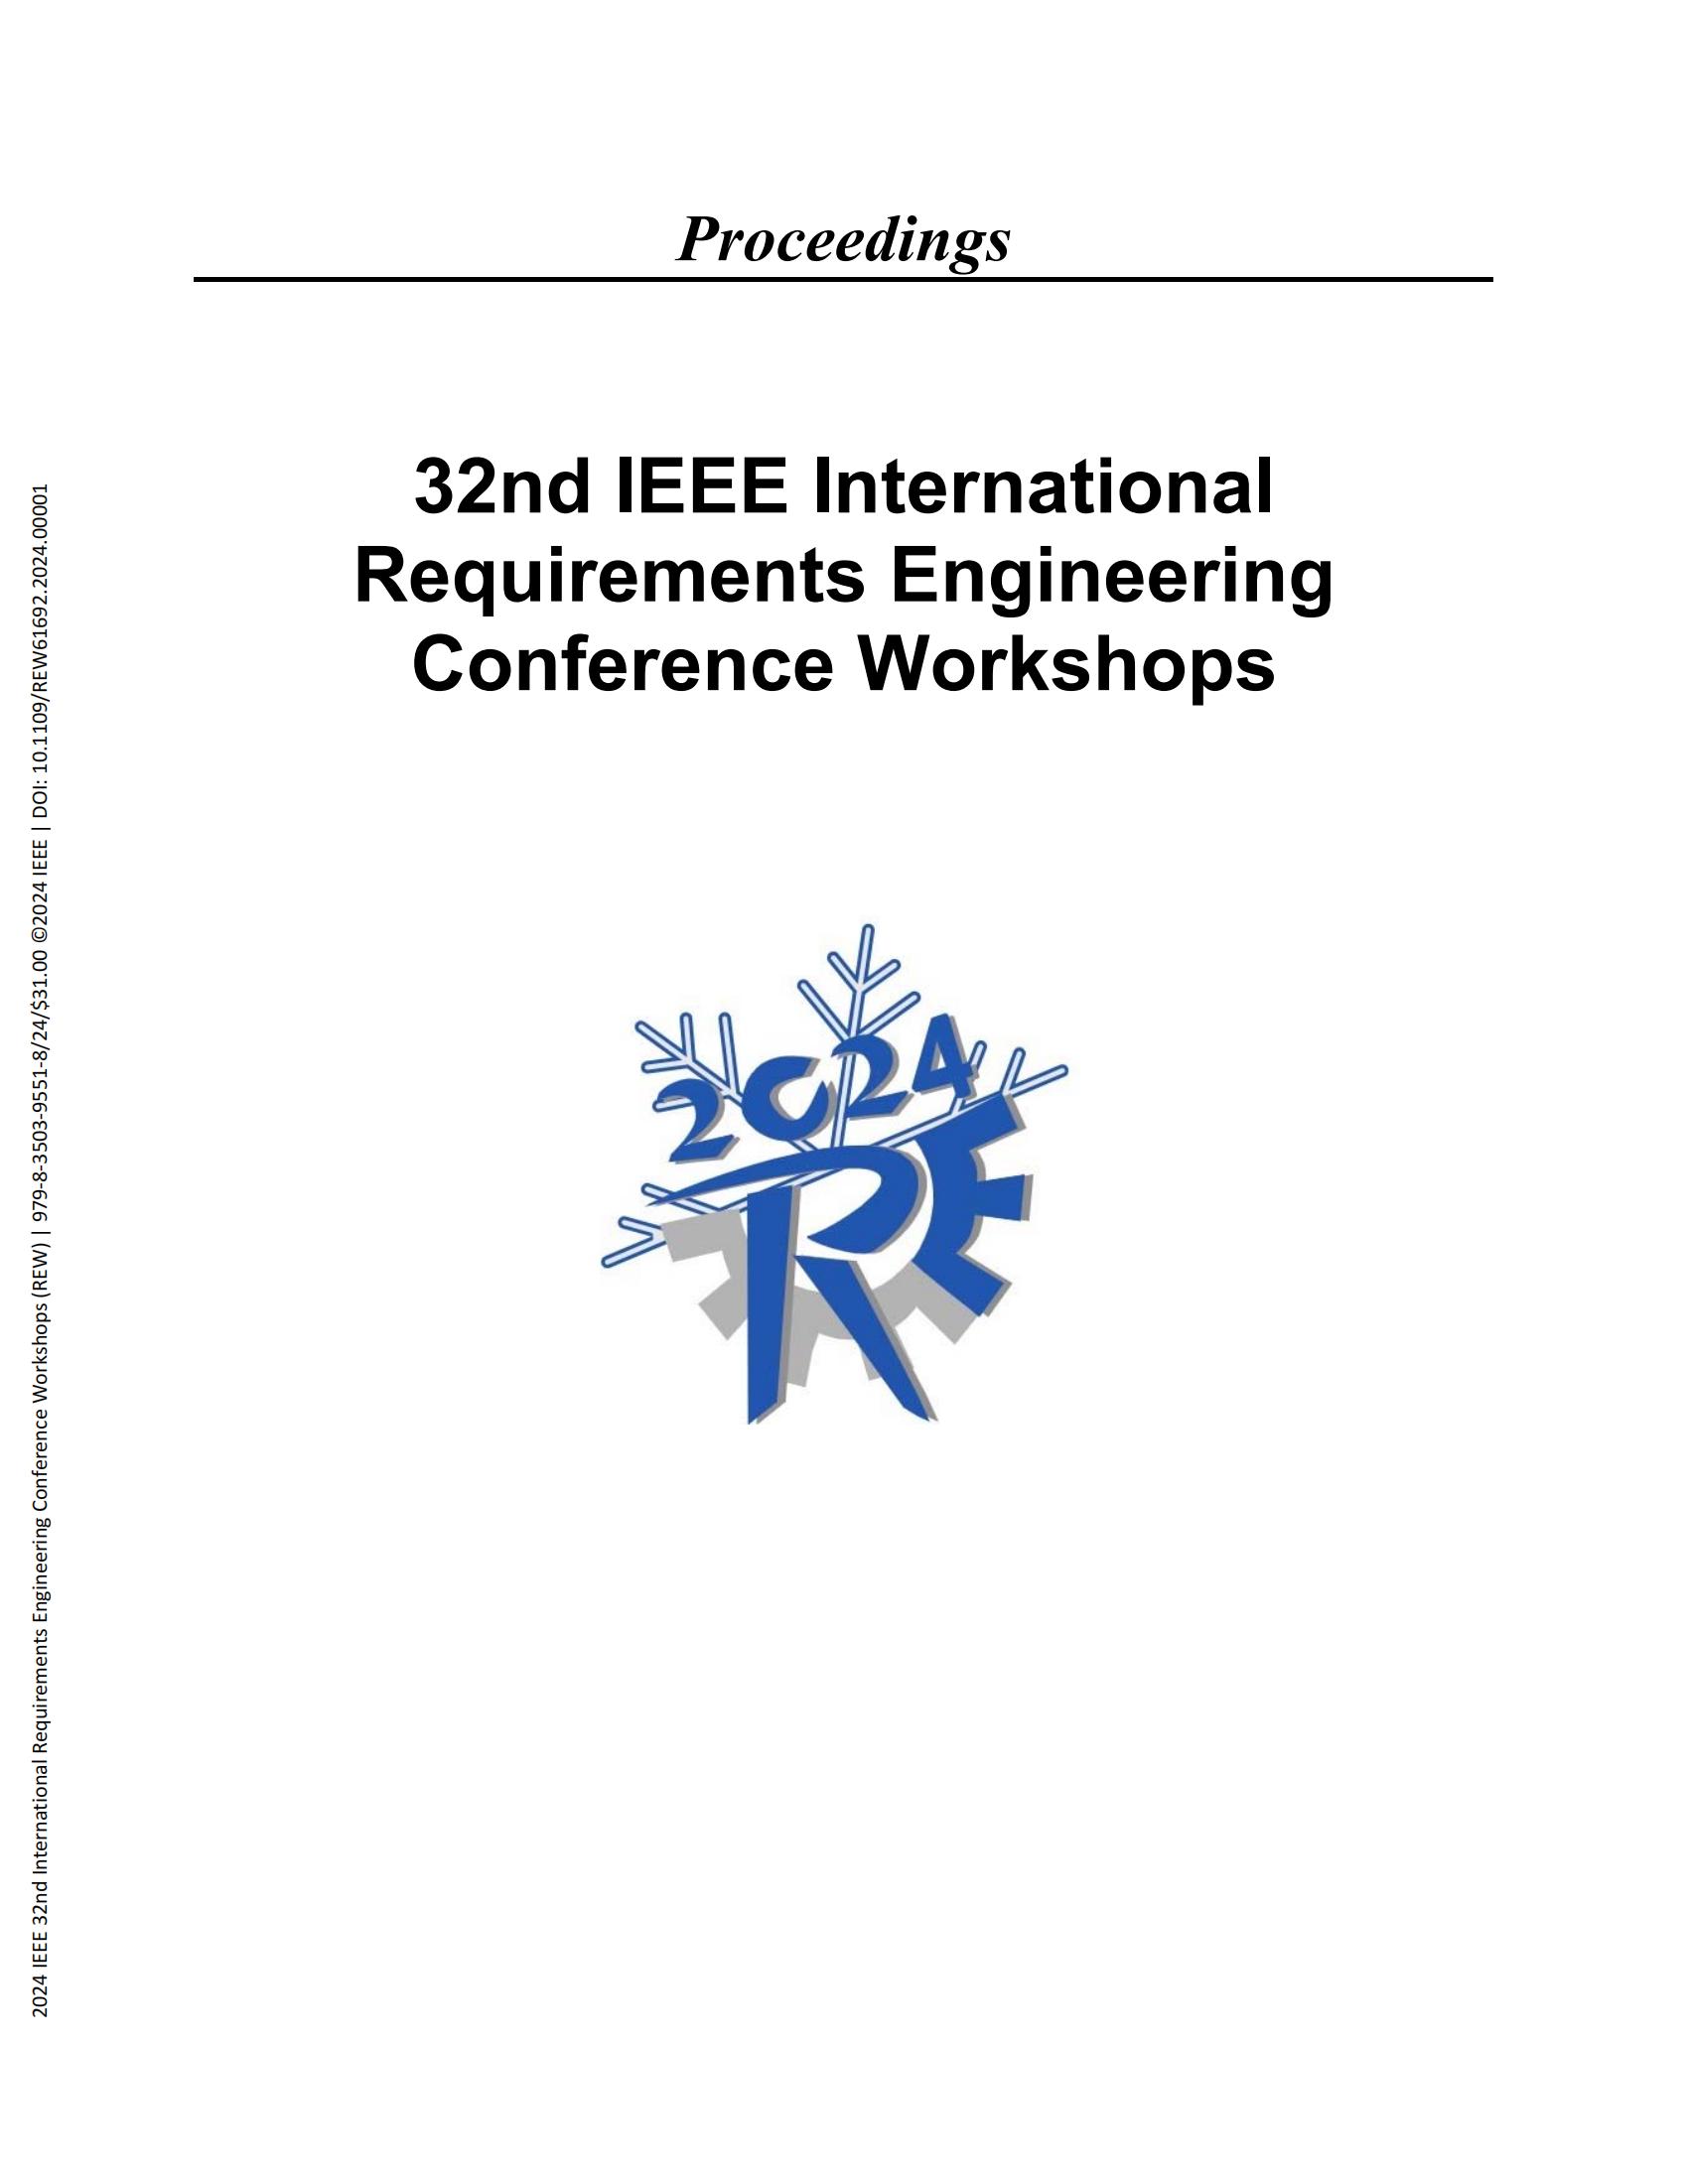 Proceedings
32nd IEEE International
Requirements Engineering
Conference Workshops
2024
RE
2024 IEEE 32nd International Requirements Engineering Conference Workshops (REW) | 979-8-3503-9551-8/24/$31.00 ©2024 IEEE | DOI: 10.1109/REW61692.2024.00001